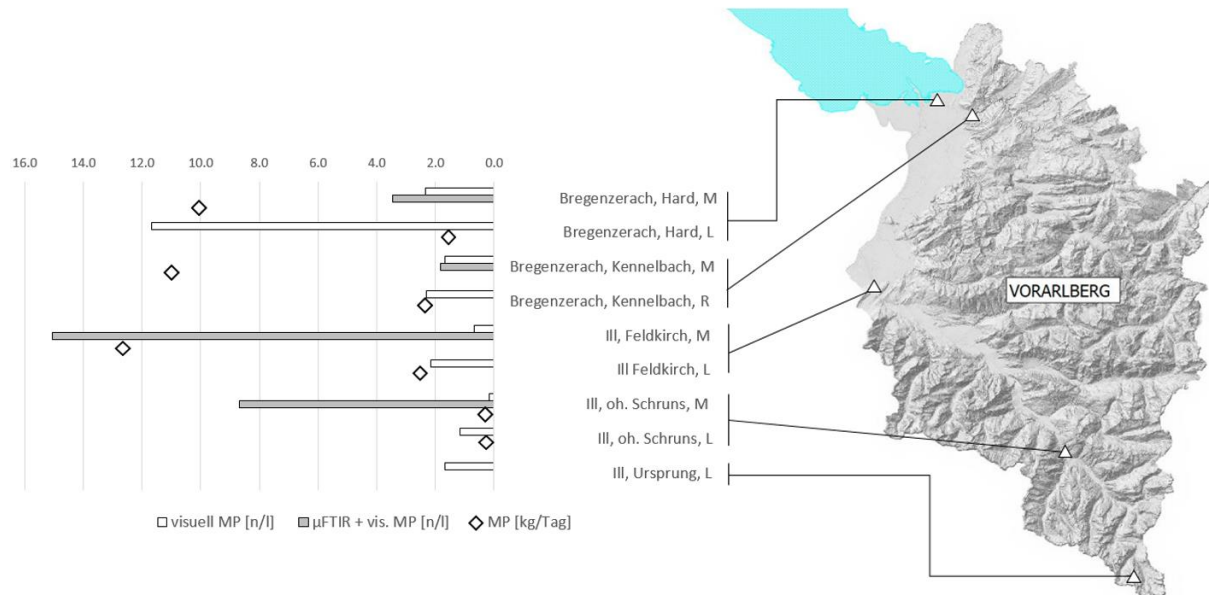 16.0 14.0 12.0 10.0 8.0 6.0 4.0 2.0 0.0
Bregenzerach, Hard, M
Bregenzerach, Hard, L
Bregenzerach, Kennelbach, M
Bregenzerach, Kennelbach, R
Ill, Feldkirch, M
Ill Feldkirch, L
Ill, oh. Schruns, M
Ill, oh. Schruns, L
Ill, Ursprung, L
visuell MP [n/l] µFTIR + vis. MP [n/l] MP [kg/Tag]
VORARLBERG